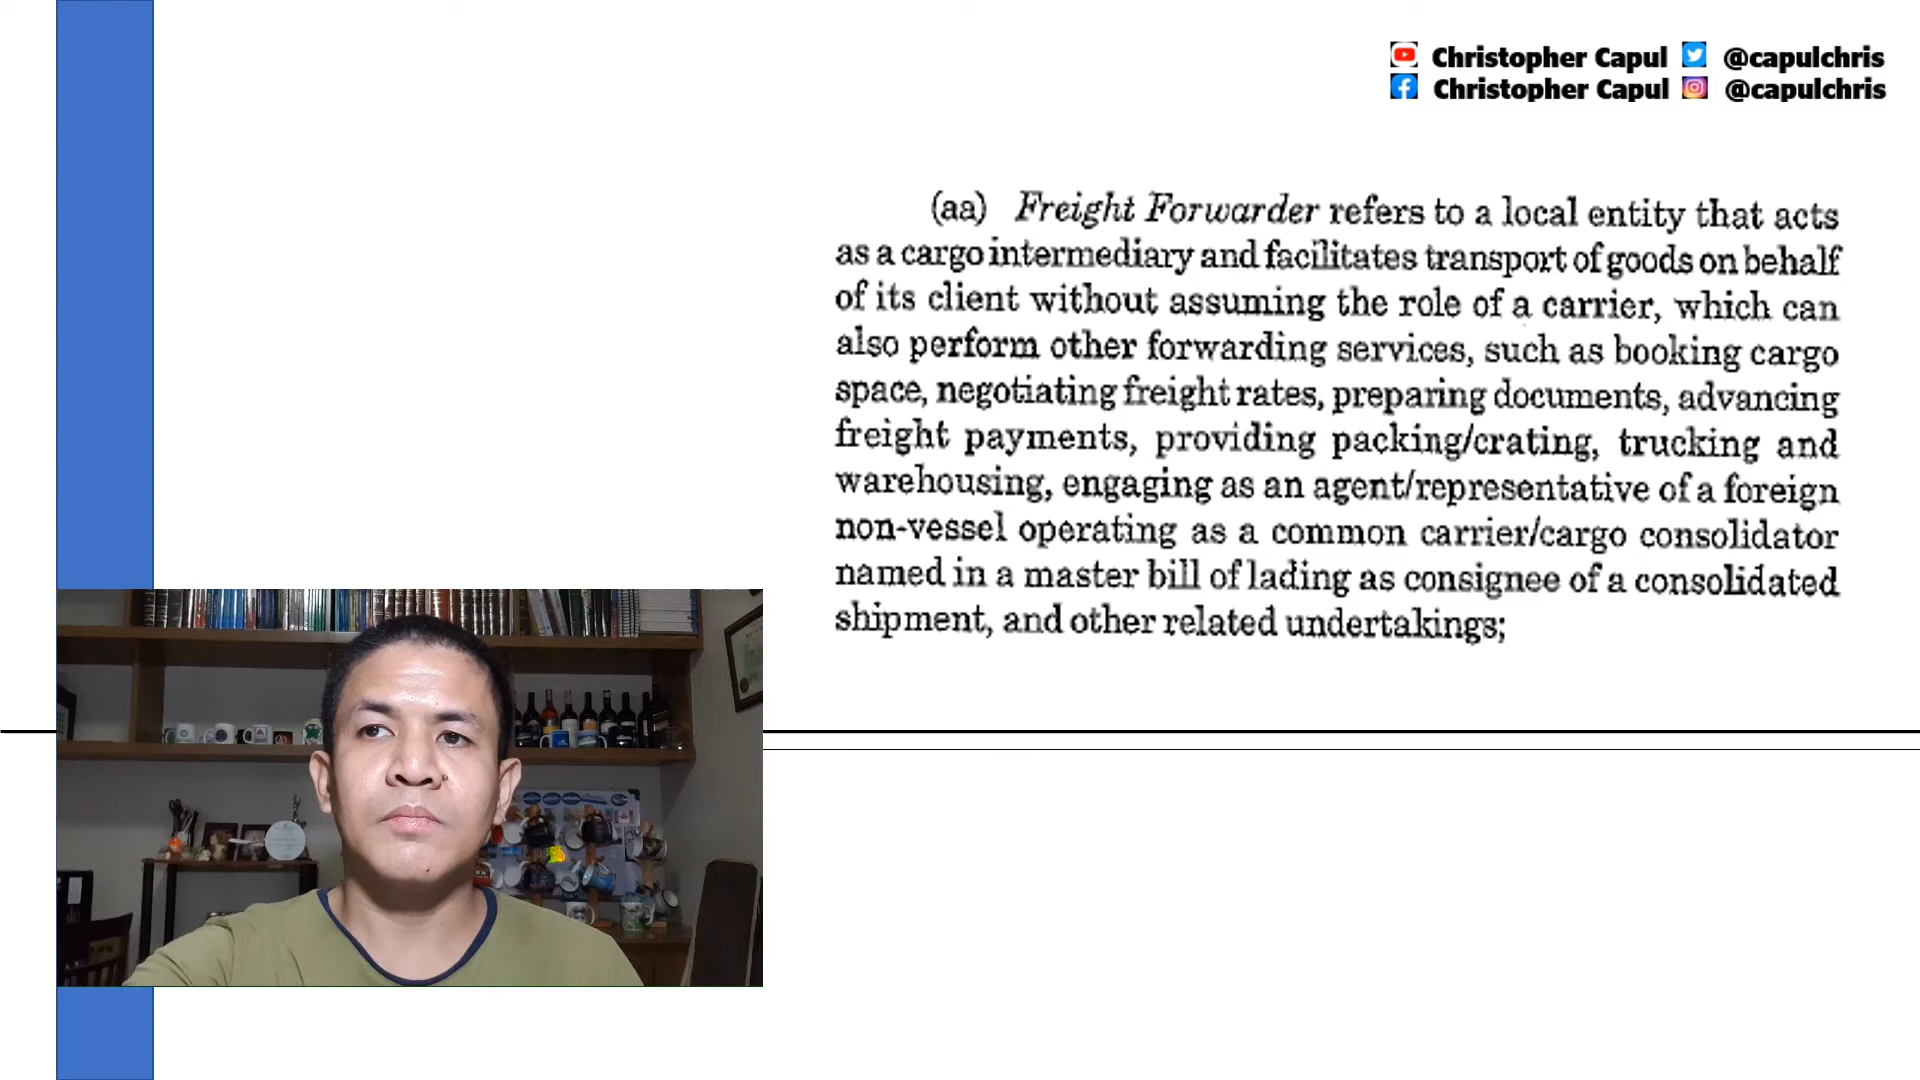 Christopher Capul @capulchris
Christopher Capul @capulchris
(aa) Freight Forwarder refers to a local entity that acts
as a cargo intermediary and facilitates transport of goods on behalf
of its client without assuming the role of a carrier, which can
also perform other forwarding services, such as booking cargo
space, negotiating freight rates, preparing documents, advancing
freight payments, providing packing/crating, trucking and
warehousing, engaging as an agent/representative of a foreign
non-vessel operating as a common carrier/cargo consolidator
named in a master bill of lading as consignee of a consolidated
shipment, and other related undertakings;